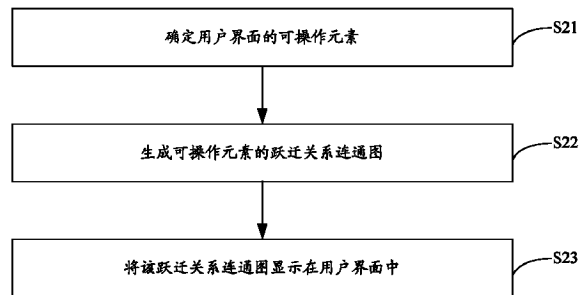 确定用户界面的可操作元素
S21
生成可操作元素的跃迁关系连通图
S22
将该跃迁关系连通图显示在用户界面中
S23